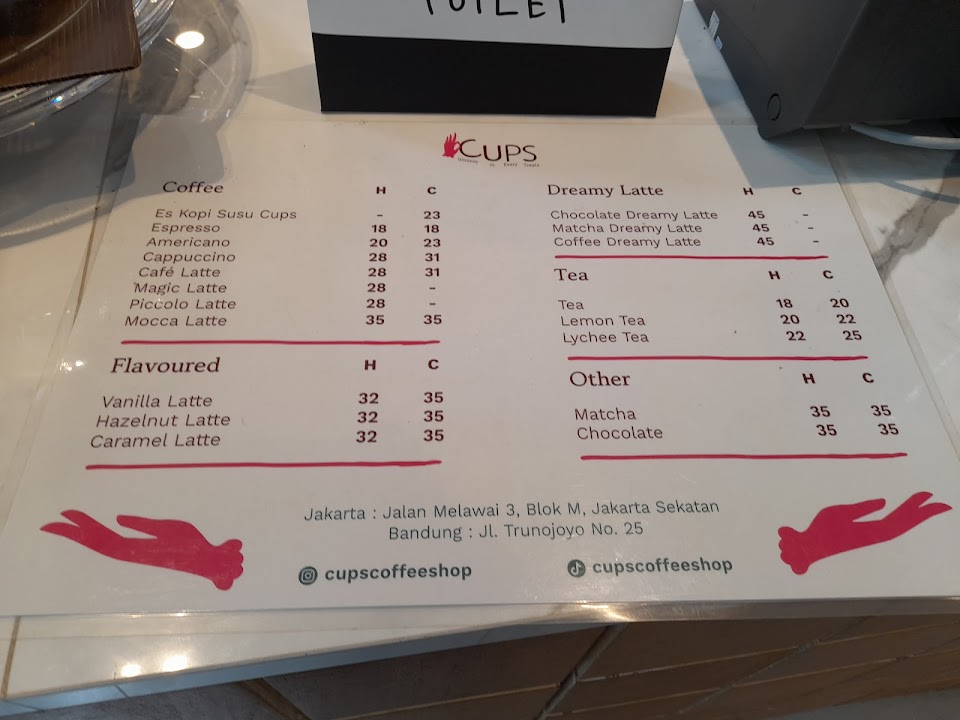 TOILET
CUPS
Coffee H C
Es Kopi Susu Cups - 23
Espresso 18 18
Americano 20 23
Cappuccino 28 31
Café Latte 28 31
Magic Latte 28 -
Piccolo Latte 28 -
Mocca Latte 35 35
Flavoured H C
Vanilla Latte 32 35
Hazelnut Latte 32 35
Caramel Latte 32 35
Dreamy Latte H C
Chocolate Dreamy Latte 45 -
Matcha Dreamy Latte 45 -
Coffee Dreamy Latte 45 -
Tea H C
Tea 18 20
Lemon Tea 20 22
Lychee Tea 22 25
Other H C
Matcha 35 35
Chocolate 35 35
Jakarta : Jalan Melawai 3, Blok M, Jakarta Sekatan
Bandung : Jl. Trunojoyo No. 25
cupscoffeeshop cupscoffeeshop